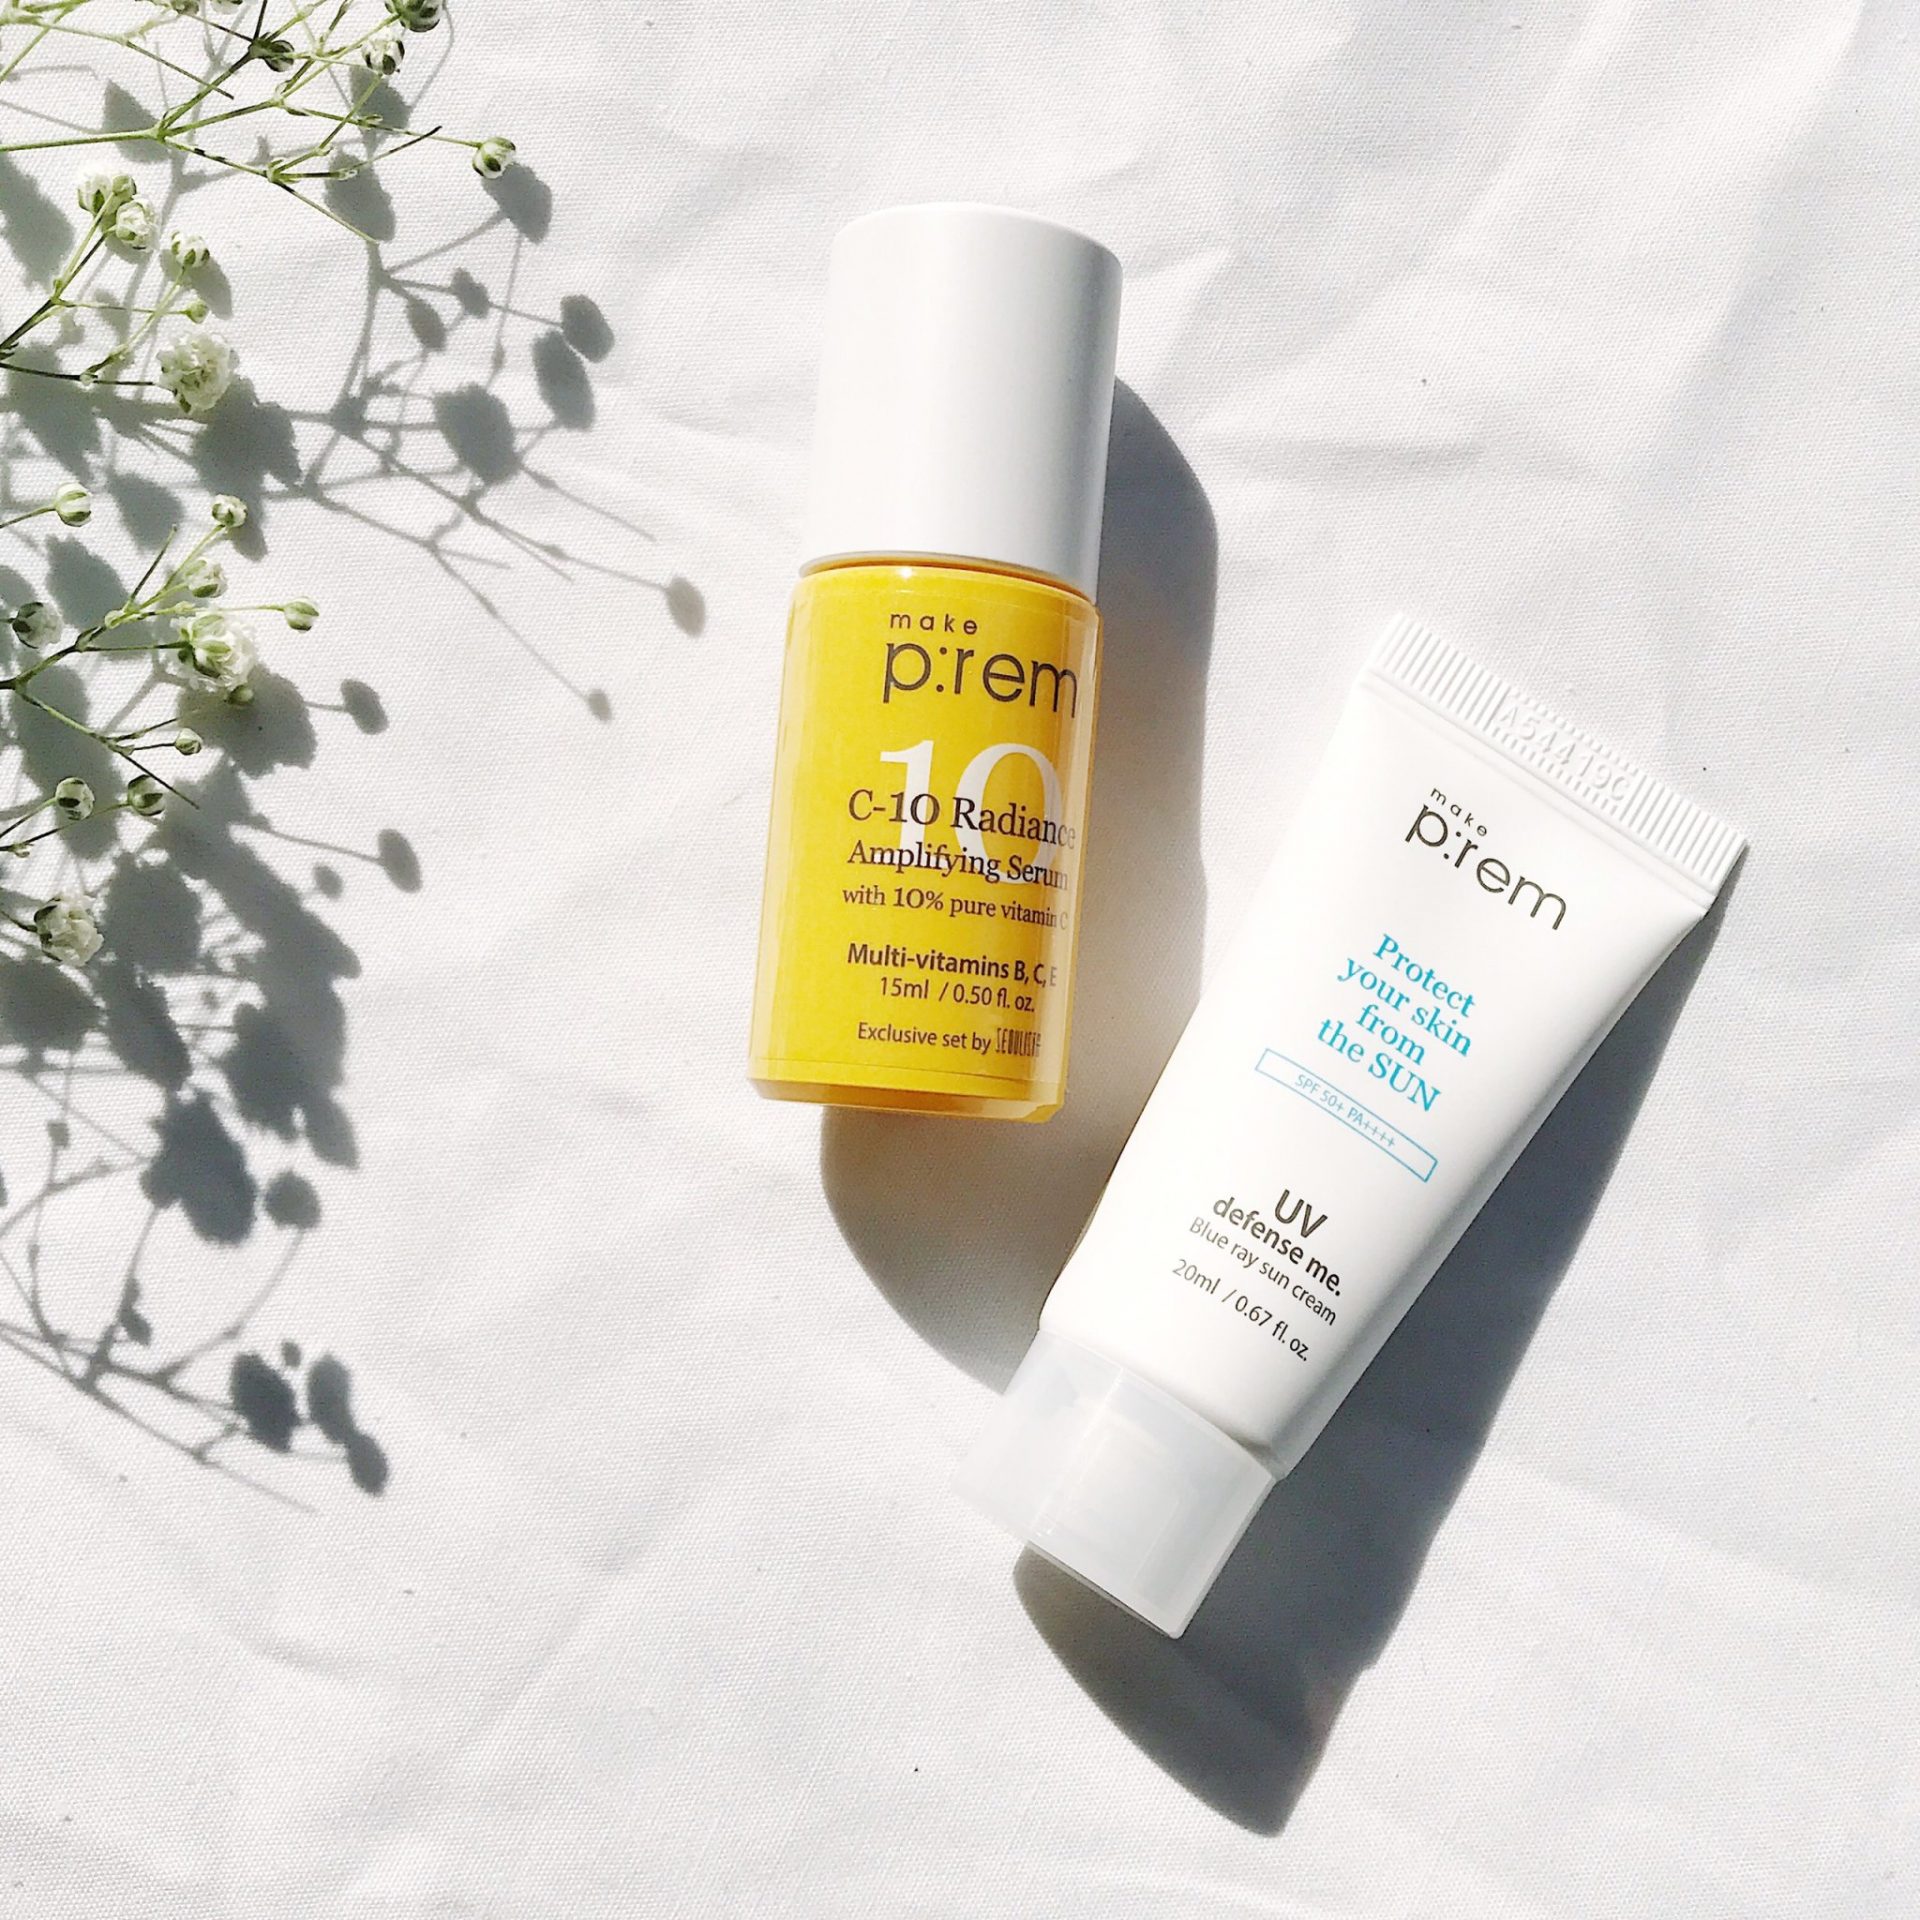 make
p:rem
10
C-10 Radiance
Amplifying Serum
with 10% pure vitamin C
Multi-vitamins B, C, E
15ml / 0.50 fl. oz.
Exclusive set by SEOULISTA
A54419C
make
p:rem
Protect
your skin
from
the SUN
SPF 50+ PA++++
UV
defense me.
Blue ray sun cream
20ml / 0.67 fl. oz.